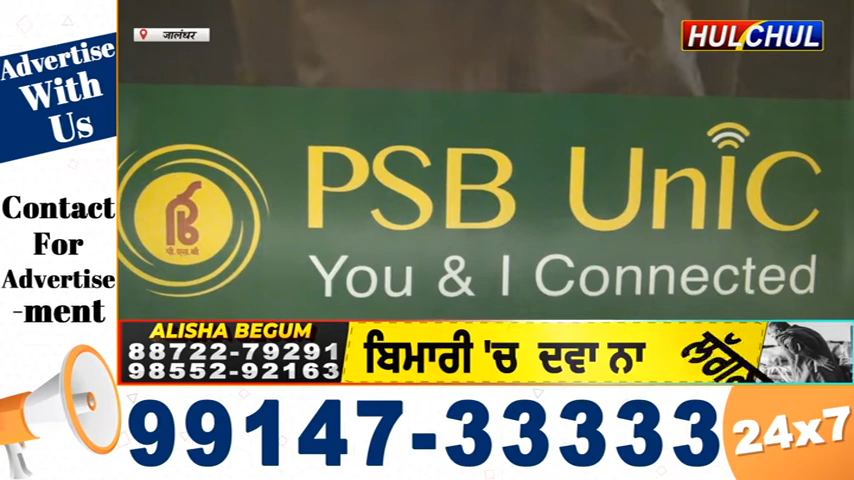 जालंधर
HULCHUL
Advertise
With
Us
PSB UnIC
You & I Connected
पी.एस.बी
Contact
For
Advertise
-ment
ALISHA BEGUM
88722-79291
98552-92163
ਬਿਮਾਰੀ 'ਚ ਦਵਾ ਨਾ
99147-33333
24x7